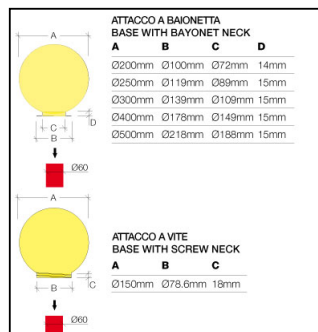 ATTACCO A BAIONETTA
BASE WITH BAYONET NECK
A B C D
Ø200mm Ø100mm Ø72mm 14mm
Ø250mm Ø119mm Ø89mm 15mm
Ø300mm Ø139mm Ø109mm 15mm
Ø400mm Ø178mm Ø149mm 15mm
Ø500mm Ø218mm Ø188mm 15mm
A
C
D
B
Ø60
A
ATTACCO A VITE
BASE WITH SCREW NECK
A B C
Ø150mm Ø78.6mm 18mm
B
C
Ø60